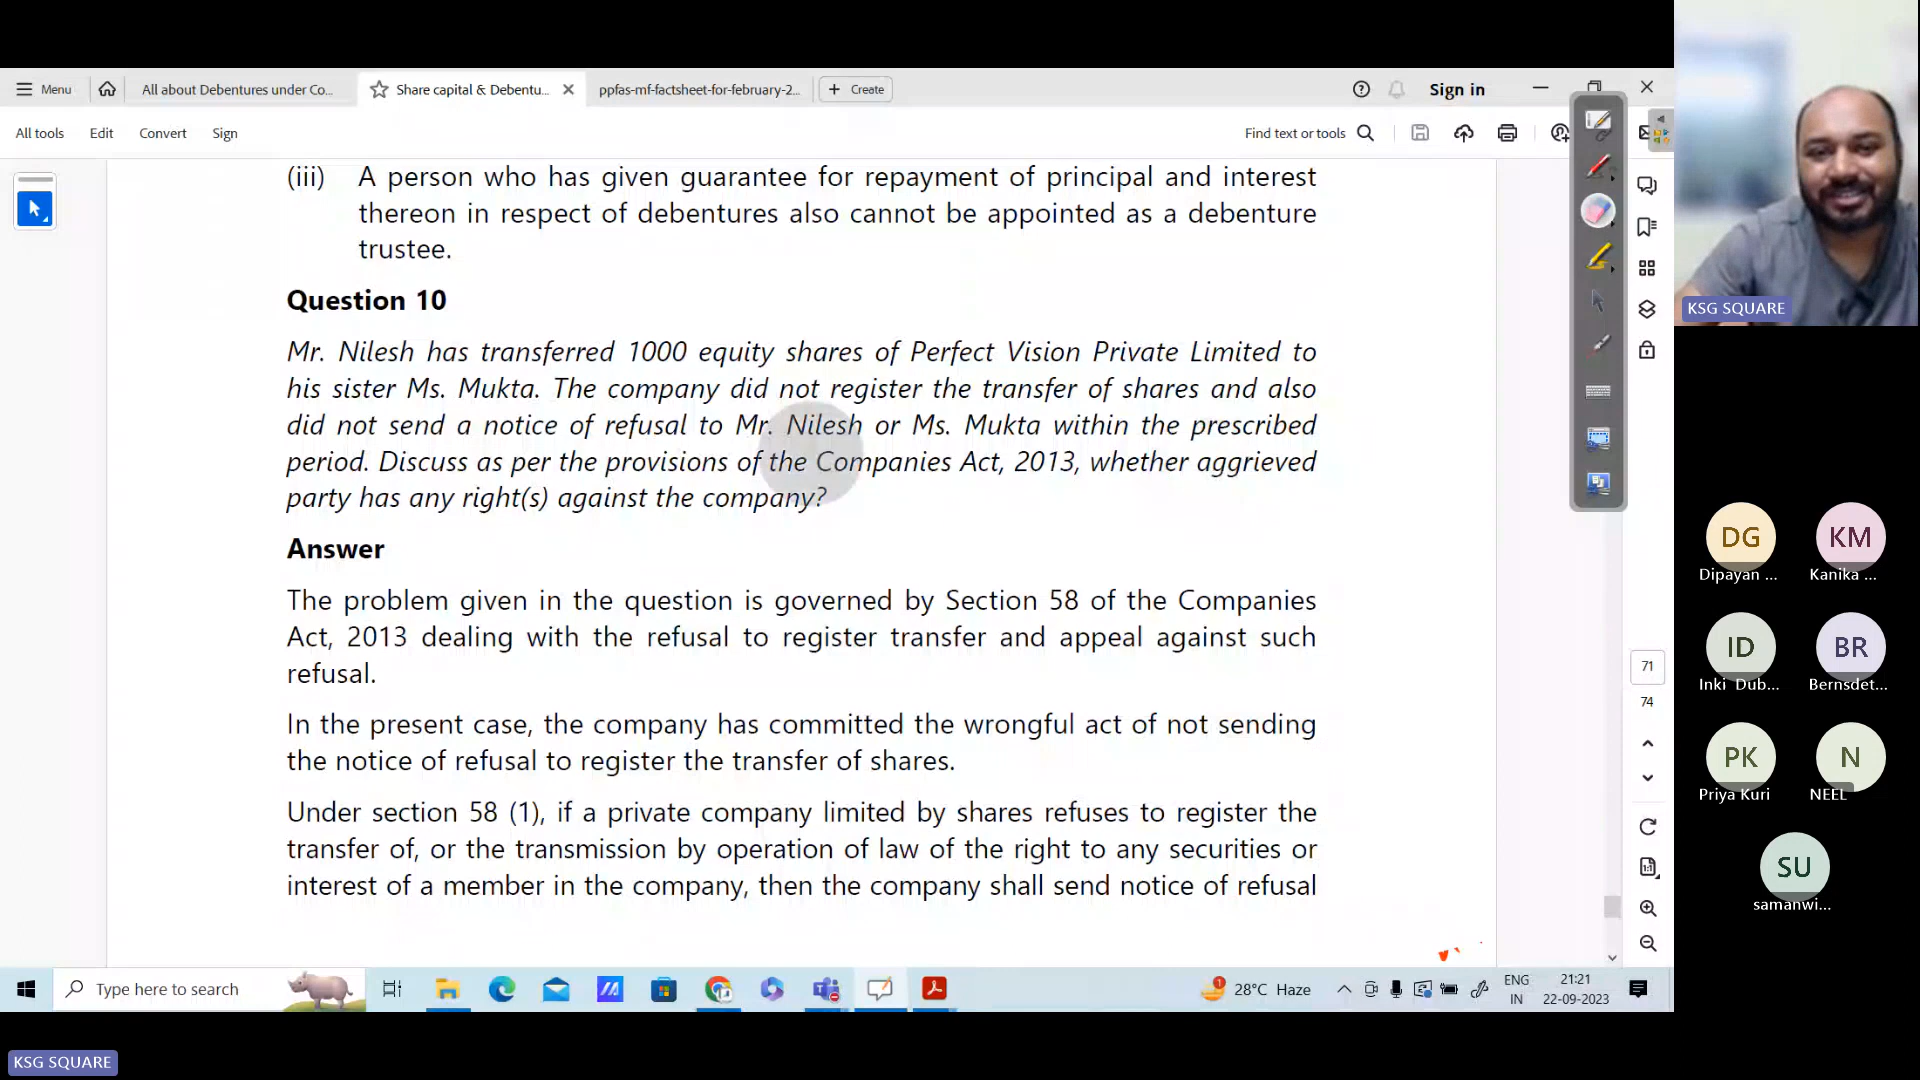 Menu
All about Debentures under Co...
Share capital & Debentu...
ppfas-mf-factsheet-for-february-2...
+ Create
Sign in
All tools
Edit
Convert
Sign
Find text or tools
(iii) A person who has given guarantee for repayment of principal and interest
thereon in respect of debentures also cannot be appointed as a debenture
trustee.
Question 10
Mr. Nilesh has transferred 1000 equity shares of Perfect Vision Private Limited to
his sister Ms. Mukta. The company did not register the transfer of shares and also
did not send a notice of refusal to Mr. Nilesh or Ms. Mukta within the prescribed
period. Discuss as per the provisions of the Companies Act, 2013, whether aggrieved
party has any right(s) against the company?
Answer
The problem given in the question is governed by Section 58 of the Companies
Act, 2013 dealing with the refusal to register transfer and appeal against such
refusal.
In the present case, the company has committed the wrongful act of not sending
the notice of refusal to register the transfer of shares.
Under section 58 (1), if a private company limited by shares refuses to register the
transfer of, or the transmission by operation of law of the right to any securities or
interest of a member in the company, then the company shall send notice of refusal
71
74
KSG SQUARE
DG
Dipayan ...
KM
Kanika ...
ID
Inki Dub...
BR
Bernsdet...
PK
Priya Kuri
N
NEEL
SU
samanwi...
Type here to search
28°C Haze
ENG
IN
21:21
22-09-2023
KSG SQUARE